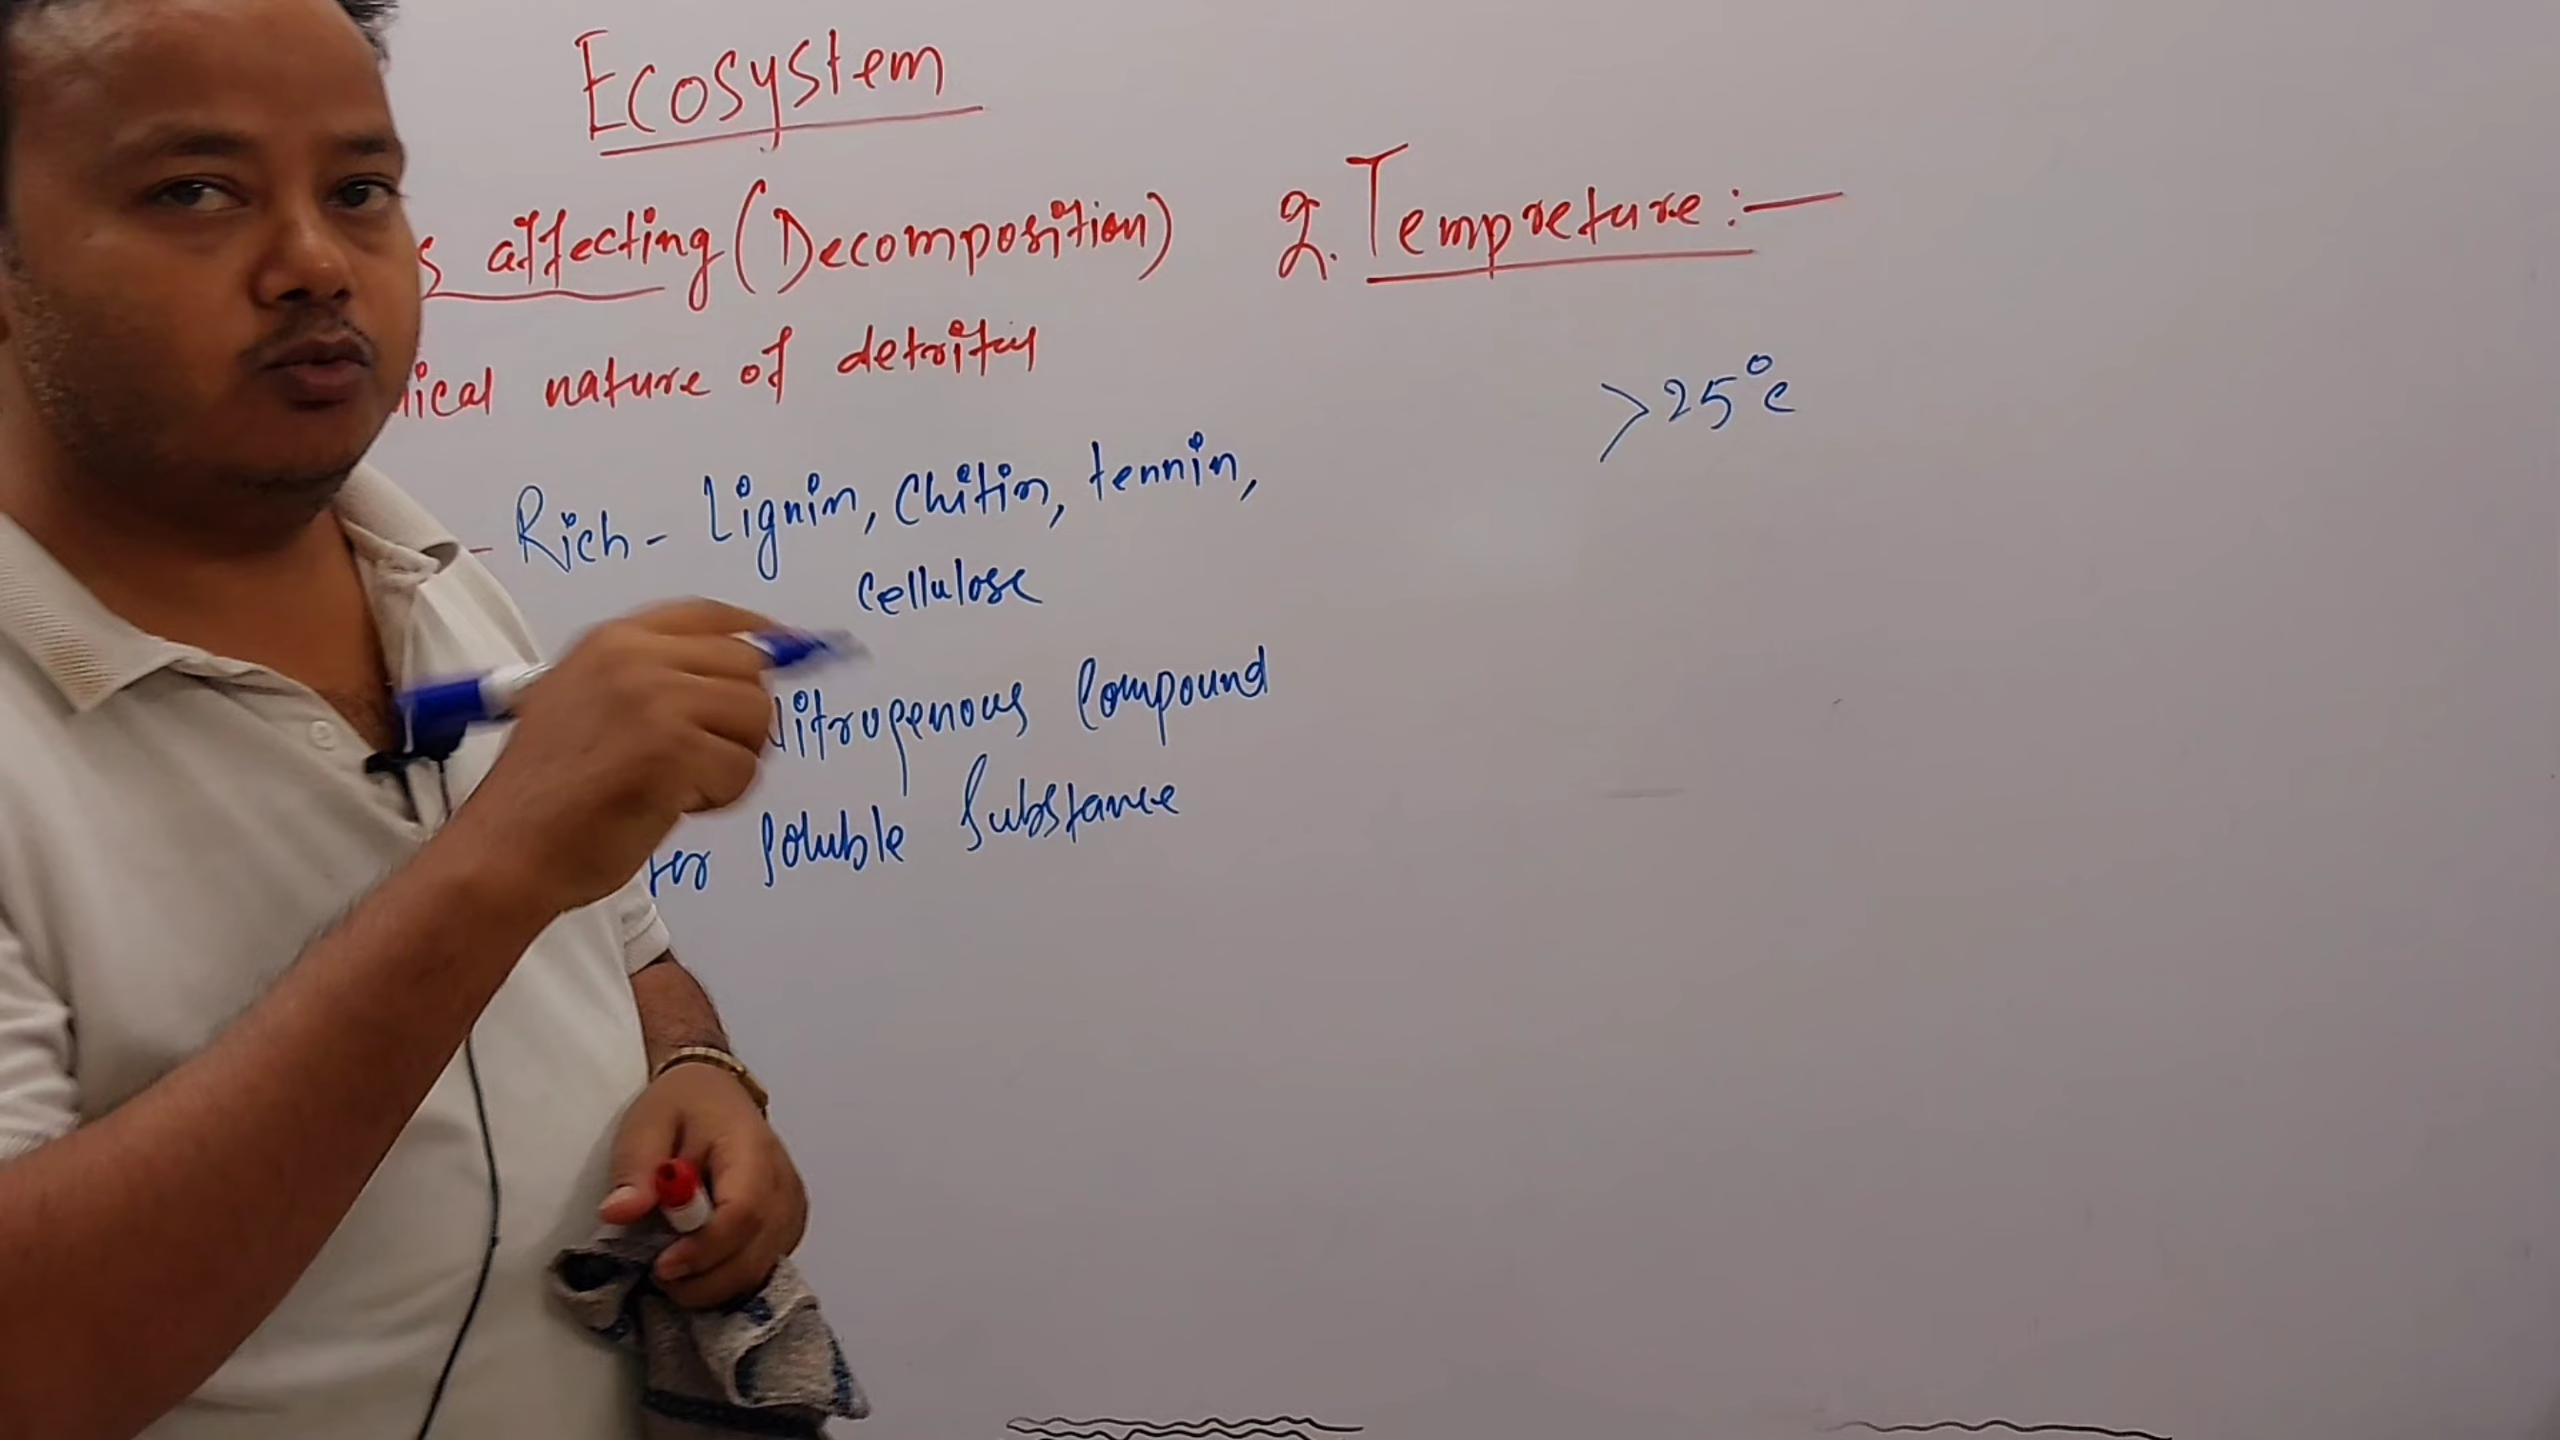 Ecosystem
s affecting (Decomposition)
ical nature of detritus
- Rich - Lignin, Chitin, tennin,
cellulose
Nitrogenous Compound
ter soluble substance
2. Tempreture :-
>25°c